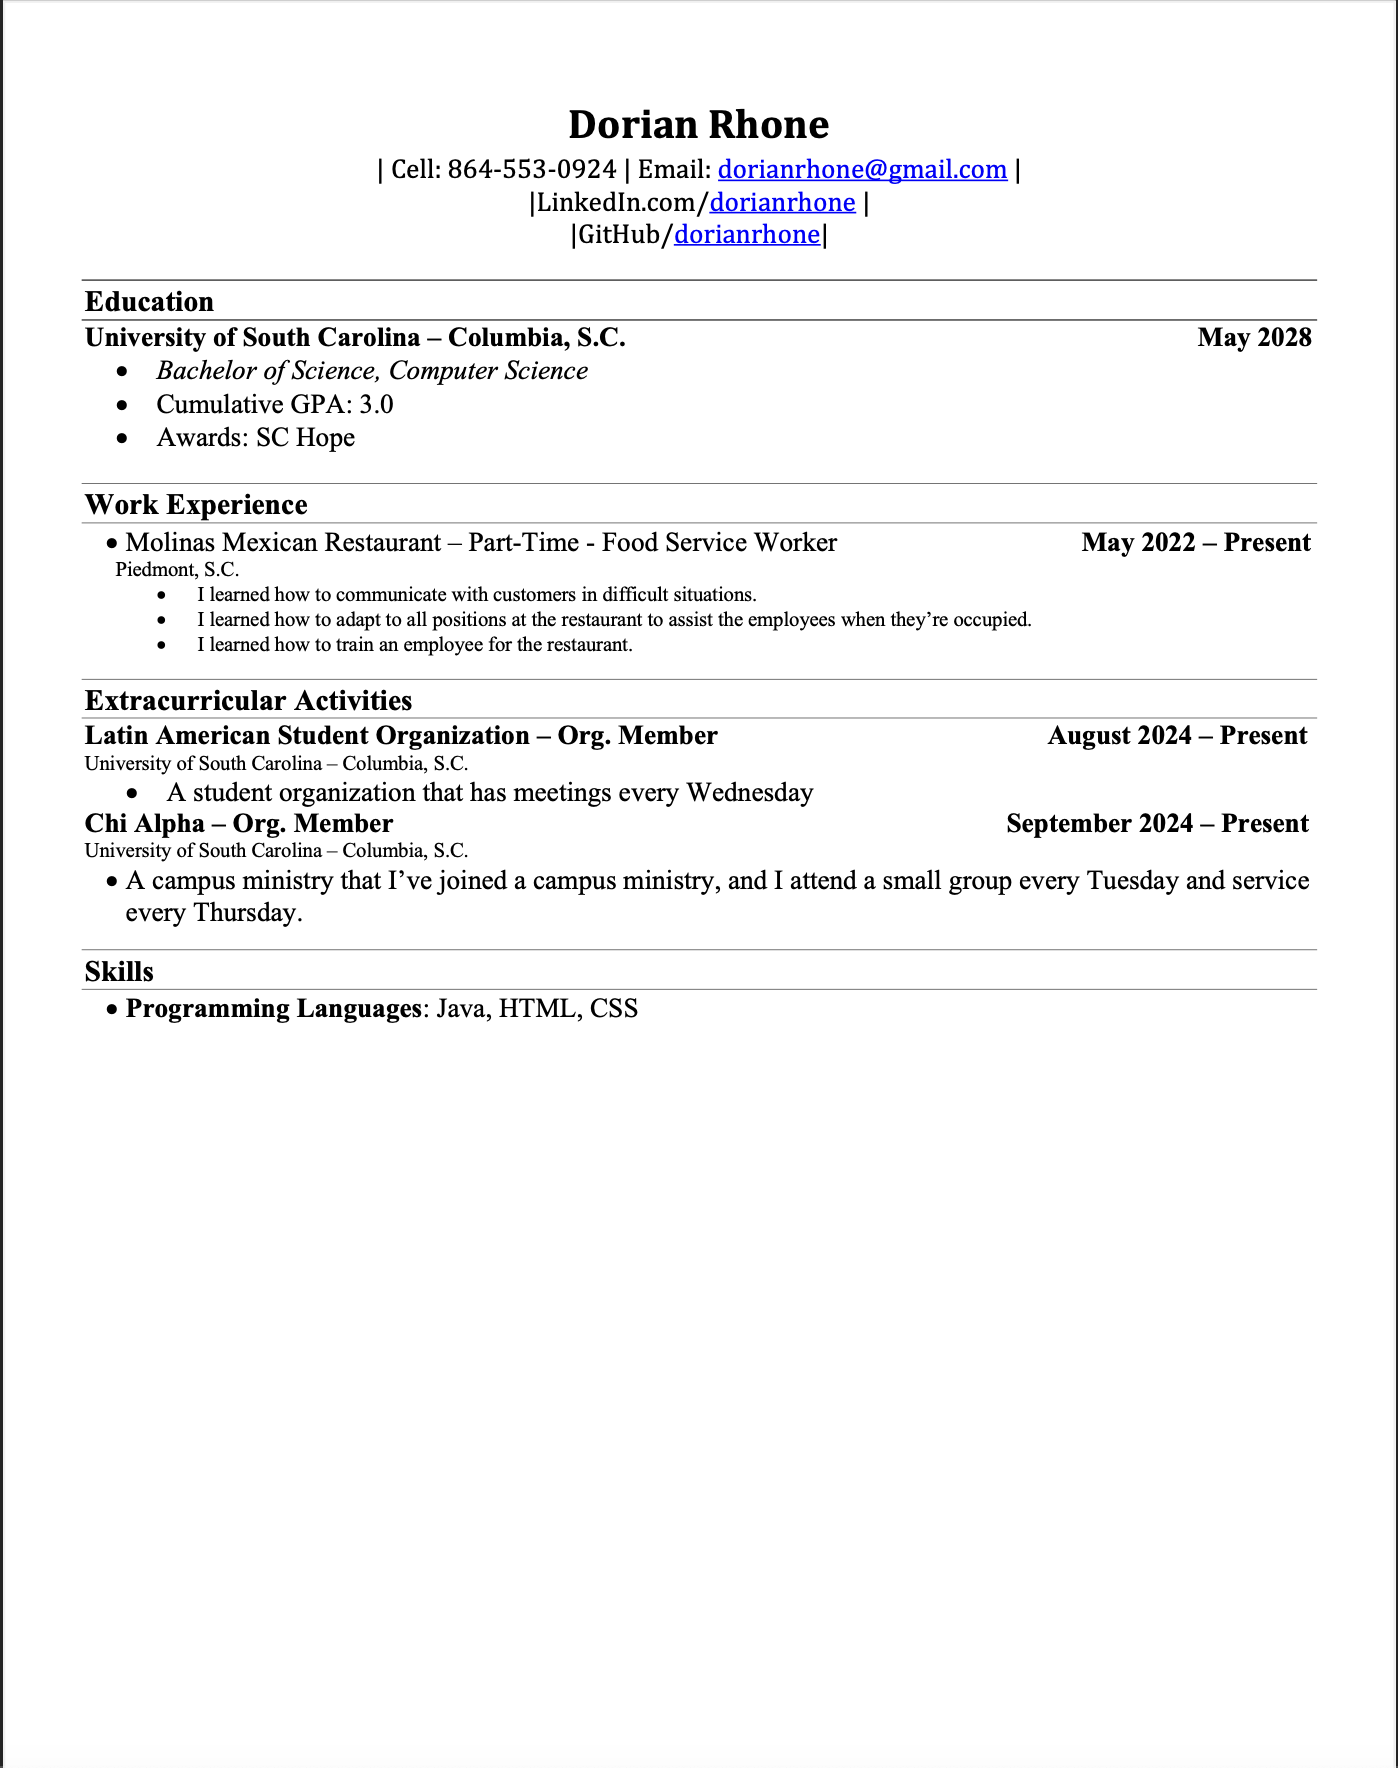 Dorian Rhone
| Cell: 864-553-0924 | Email: dorianrhone@gmail.com |
|LinkedIn.com/dorianrhone |
|GitHub/dorianrhone|
Education
University of South Carolina – Columbia, S.C. May 2028
• Bachelor of Science, Computer Science
• Cumulative GPA: 3.0
• Awards: SC Hope
Work Experience
• Molinas Mexican Restaurant – Part-Time - Food Service Worker May 2022 – Present
Piedmont, S.C.
• I learned how to communicate with customers in difficult situations.
• I learned how to adapt to all positions at the restaurant to assist the employees when they’re occupied.
• I learned how to train an employee for the restaurant.
Extracurricular Activities
Latin American Student Organization – Org. Member August 2024 – Present
University of South Carolina – Columbia, S.C.
• A student organization that has meetings every Wednesday
Chi Alpha – Org. Member September 2024 – Present
University of South Carolina – Columbia, S.C.
• A campus ministry that I’ve joined a campus ministry, and I attend a small group every Tuesday and service
every Thursday.
Skills
• Programming Languages: Java, HTML, CSS